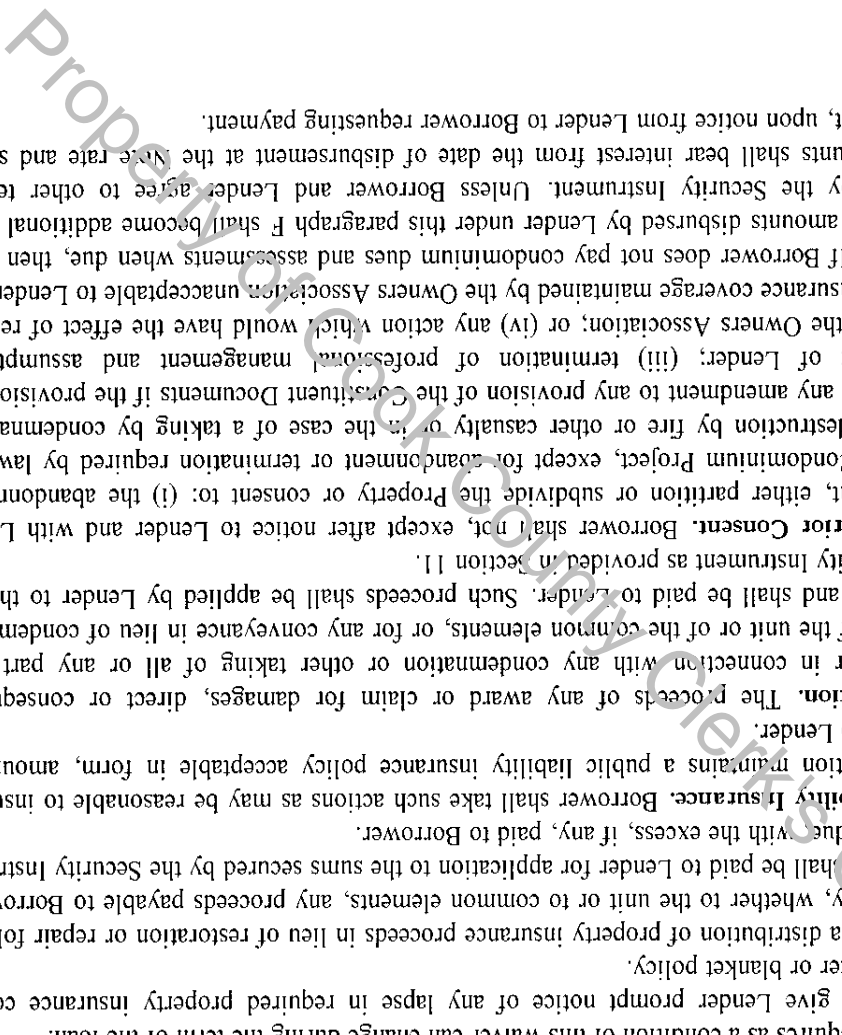 quires as a condition of this waiver can change during the term of the loan.
give Lender prompt notice of any lapse in required property insurance co
ter or blanket policy.
a distribution of property insurance proceeds in lieu of restoration or repair fol
y, whether to the unit or to common elements, any proceeds payable to Borrow
shall be paid to Lender for application to the sums secured by the Security Instr
due, with the excess, if any, paid to Borrower.
bility Insurance. Borrower shall take such actions as may be reasonable to insu
tion maintains a public liability insurance policy acceptable in form, amoun
Lender.
tion. The proceeds of any award or claim for damages, direct or conseque
r in connection with any condemnation or other taking of all or any part
f the unit or of the common elements, or for any conveyance in lieu of condemn
and shall be paid to Lender. Such proceeds shall be applied by Lender to th
ity Instrument as provided in Section 11.
rior Consent. Borrower shall not, except after notice to Lender and with L
t, either partition or subdivide the Property or consent to: (i) the abandonm
ondominium Project, except for abandonment or termination required by law
destruction by fire or other casualty or in the case of a taking by condemna
any amendment to any provision of the Constituent Documents if the provisio
of Lender; (iii) termination of professional management and assumpt
the Owners Association; or (iv) any action which would have the effect of re
surance coverage maintained by the Owners Association unacceptable to Lender
If Borrower does not pay condominium dues and assessments when due, then
amounts disbursed by Lender under this paragraph F shall become additional
y the Security Instrument. Unless Borrower and Lender agree to other te
unts shall bear interest from the date of disbursement at the Note rate and s
t, upon notice from Lender to Borrower requesting payment.
Property of Cook County Clerk's O